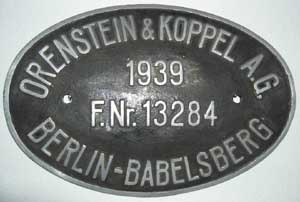 ORENSTEIN & KOPPEL A.G.
1939
F.Nr. 13284
BERLIN-BABELSBERG